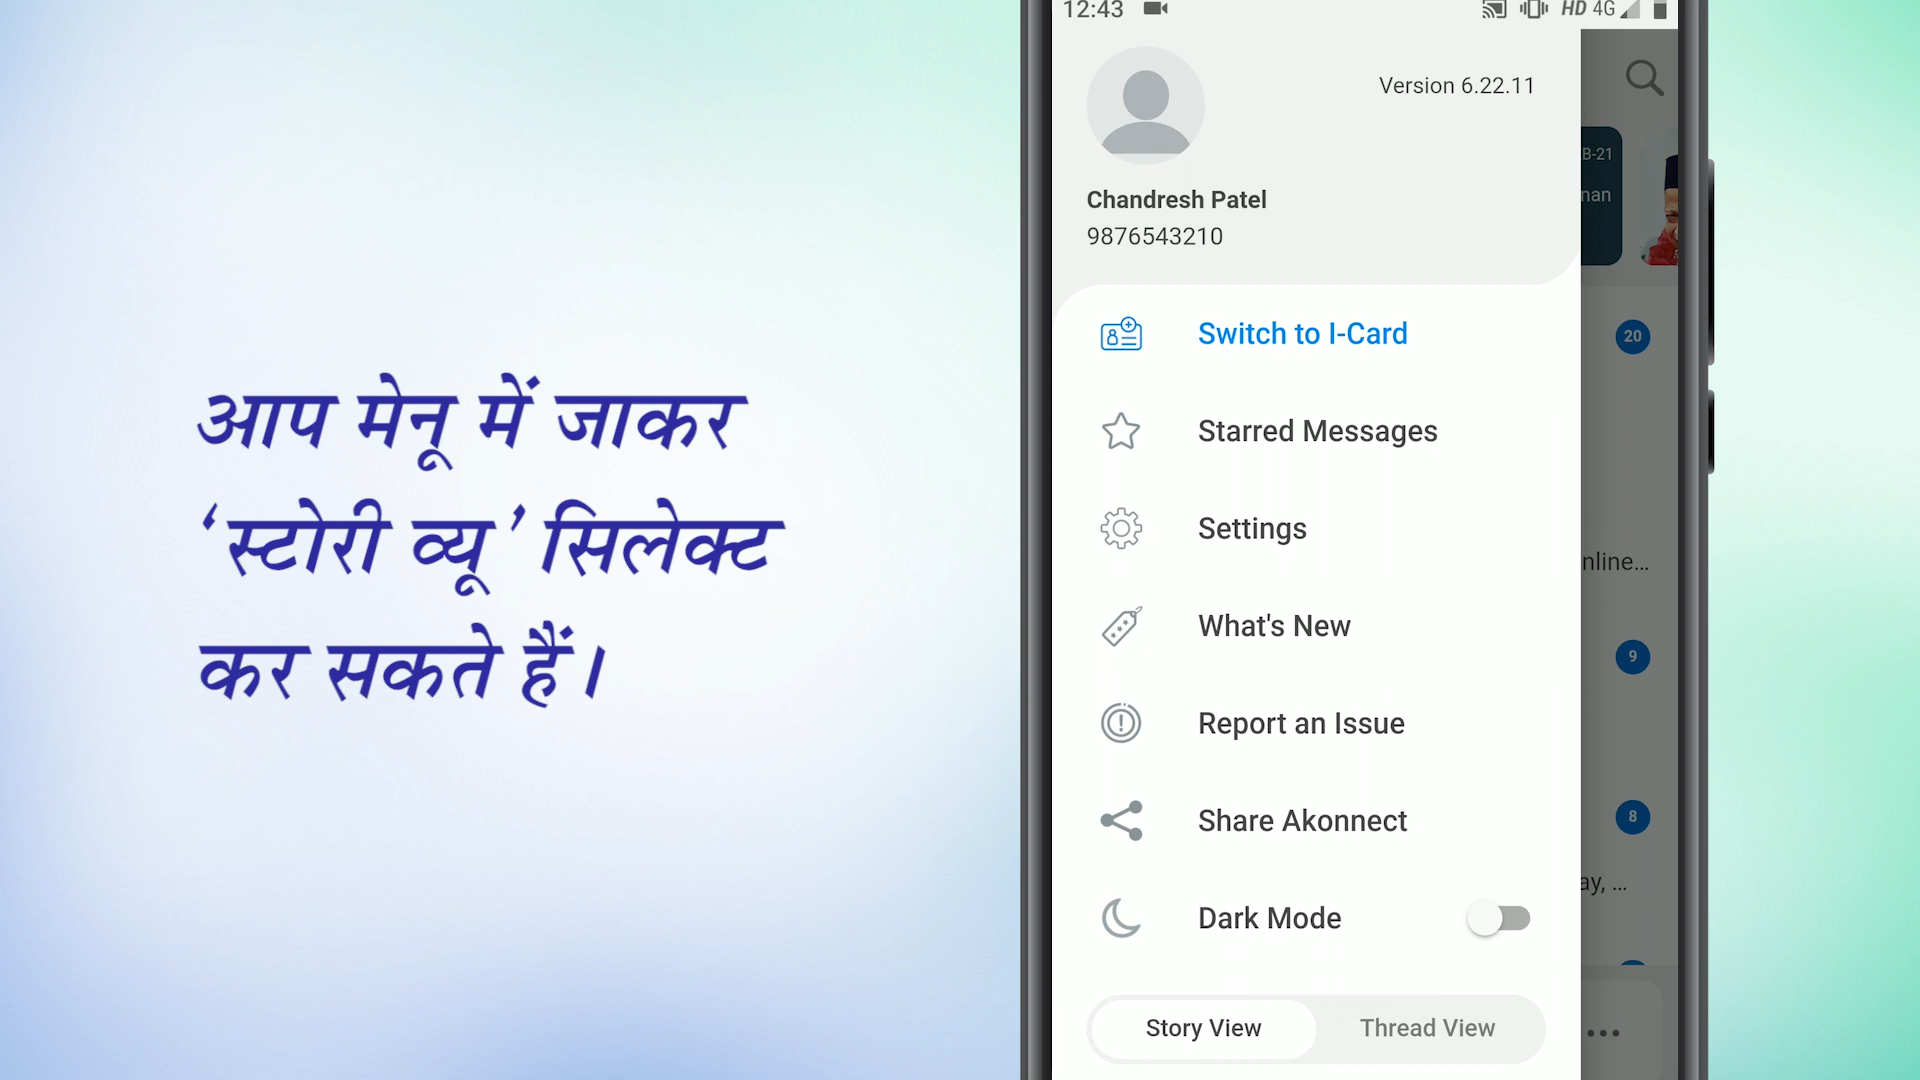 आप मेनू में जाकर
‘स्टोरी व्यू’ सिलेक्ट
कर सकते हैं।
12:43 HD 4G
Version 6.22.11
Chandresh Patel
9876543210
Switch to I-Card
Starred Messages
Settings
What's New
Report an Issue
Share Akonnect
Dark Mode
Story View Thread View
B-21
20
nline...
9
8
ay, ...